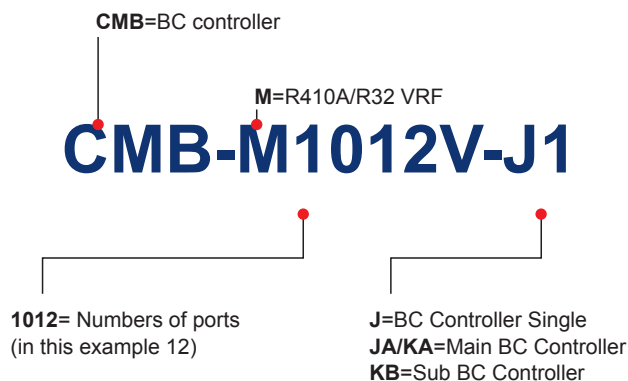 CMB=BC controller
M=R410A/R32 VRF
CMB-M1012V-J1
1012= Numbers of ports
(in this example 12)
J=BC Controller Single
JA/KA=Main BC Controller
KB=Sub BC Controller